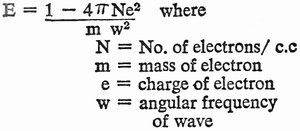 E = 1 - 4πNe² where
m w²
N = No. of electrons/ c.c
m = mass of electron
e = charge of electron
w = angular frequency
of wave